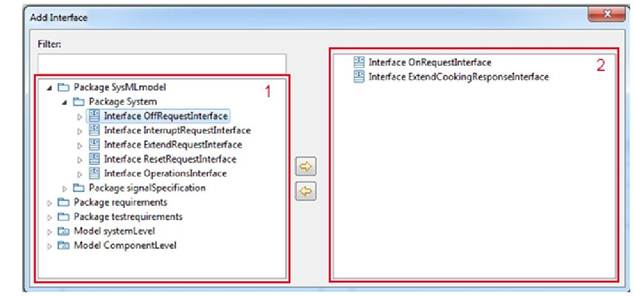 Add Interface
Filter:
1
Package SysMLmodel
Package System
Interface OffRequestInterface
Interface InterruptRequestInterface
Interface ExtendRequestInterface
Interface ResetRequestInterface
Interface OperationsInterface
Package signalSpecification
Package requirements
Package testrequirements
Model systemLevel
Model ComponentLevel
2
Interface OnRequestInterface
Interface ExtendCookingResponseInterface